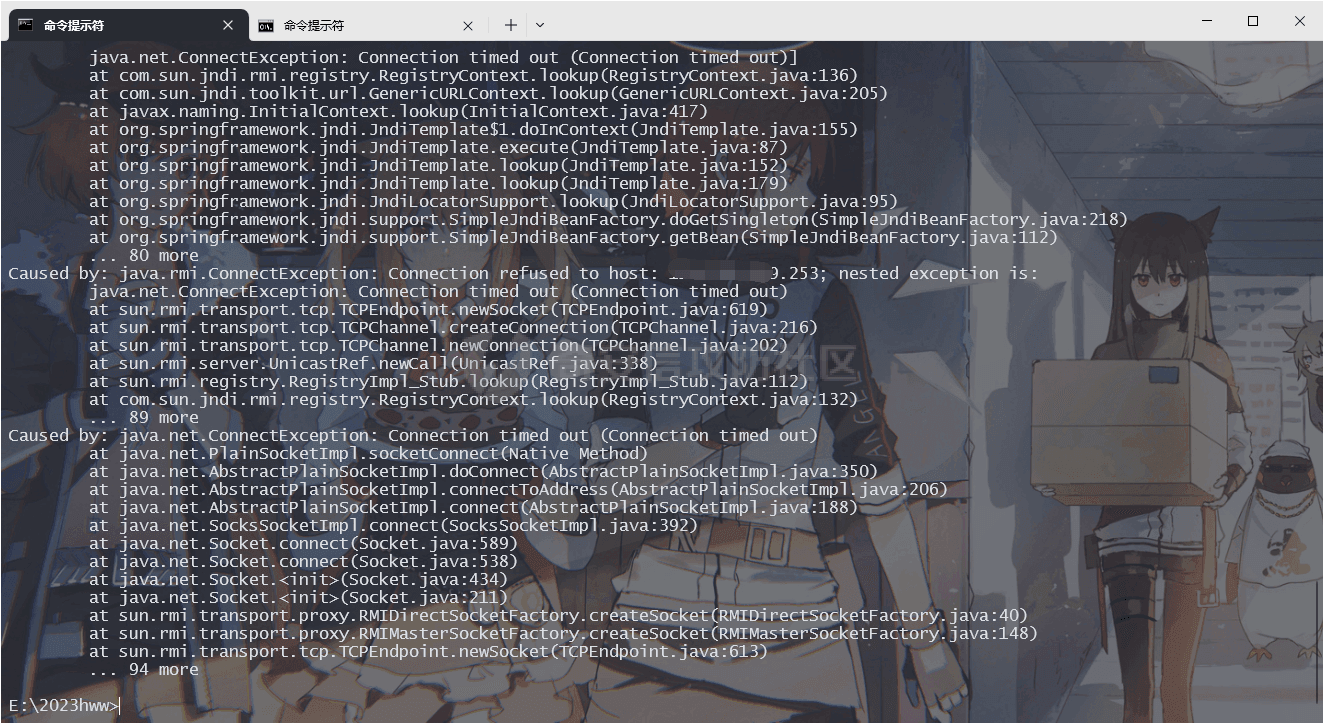 命令提示符
命令提示符
java.net.ConnectException: Connection timed out (Connection timed out)]
at com.sun.jndi.rmi.registry.RegistryContext.lookup(RegistryContext.java:136)
at com.sun.jndi.toolkit.url.GenericURLContext.lookup(GenericURLContext.java:205)
at javax.naming.InitialContext.lookup(InitialContext.java:417)
at org.springframework.jndi.JndiTemplate$1.doInContext(JndiTemplate.java:155)
at org.springframework.jndi.JndiTemplate.execute(JndiTemplate.java:87)
at org.springframework.jndi.JndiTemplate.lookup(JndiTemplate.java:152)
at org.springframework.jndi.JndiTemplate.lookup(JndiTemplate.java:179)
at org.springframework.jndi.JndiLocatorSupport.lookup(JndiLocatorSupport.java:95)
at org.springframework.jndi.support.SimpleJndiBeanFactory.doGetSingleton(SimpleJndiBeanFactory.java:218)
at org.springframework.jndi.support.SimpleJndiBeanFactory.getBean(SimpleJndiBeanFactory.java:112)
... 80 more
Caused by: java.rmi.ConnectException: Connection refused to host: 9.253; nested exception is:
java.net.ConnectException: Connection timed out (Connection timed out)
at sun.rmi.transport.tcp.TCPEndpoint.newSocket(TCPEndpoint.java:619)
at sun.rmi.transport.tcp.TCPChannel.createConnection(TCPChannel.java:216)
at sun.rmi.transport.tcp.TCPChannel.newConnection(TCPChannel.java:202)
at sun.rmi.server.UnicastRef.newCall(UnicastRef.java:338)
at sun.rmi.registry.RegistryImpl_Stub.lookup(RegistryImpl_Stub.java:112)
at com.sun.jndi.rmi.registry.RegistryContext.lookup(RegistryContext.java:132)
... 89 more
Caused by: java.net.ConnectException: Connection timed out (Connection timed out)
at java.net.PlainSocketImpl.socketConnect(Native Method)
at java.net.AbstractPlainSocketImpl.doConnect(AbstractPlainSocketImpl.java:350)
at java.net.AbstractPlainSocketImpl.connectToAddress(AbstractPlainSocketImpl.java:206)
at java.net.AbstractPlainSocketImpl.connect(AbstractPlainSocketImpl.java:188)
at java.net.SocksSocketImpl.connect(SocksSocketImpl.java:392)
at java.net.Socket.connect(Socket.java:589)
at java.net.Socket.connect(Socket.java:538)
at java.net.Socket.<init>(Socket.java:434)
at java.net.Socket.<init>(Socket.java:211)
at sun.rmi.transport.proxy.RMIDirectSocketFactory.createSocket(RMIDirectSocketFactory.java:40)
at sun.rmi.transport.proxy.RMIMasterSocketFactory.createSocket(RMIMasterSocketFactory.java:148)
at sun.rmi.transport.tcp.TCPEndpoint.newSocket(TCPEndpoint.java:613)
... 94 more
E:\2023hww>